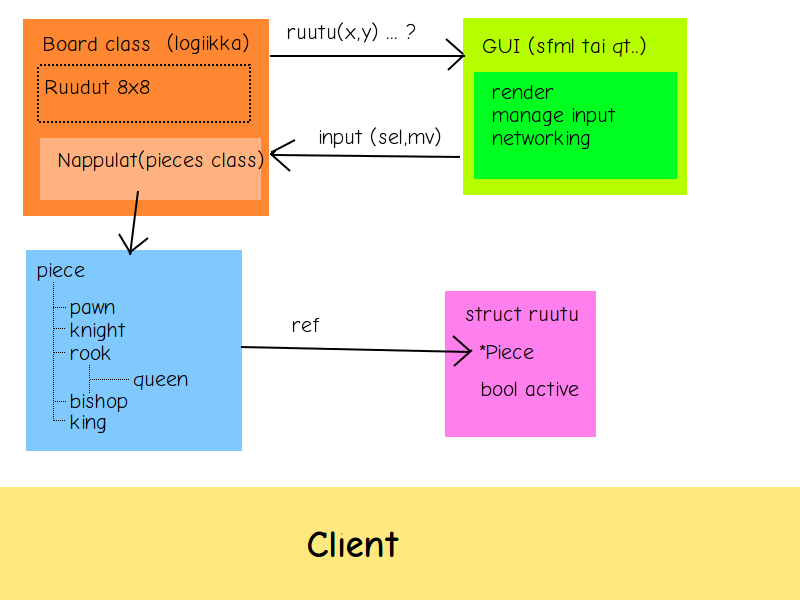 Board class (logiikka)
Ruudut 8x8
Nappulat(pieces class)
ruutu(x,y) ... ?
input (sel,mv)
GUI (sfml tai qt..)
render
manage input
networking
piece
pawn
knight
rook
queen
bishop
king
ref
struct ruutu
*Piece
bool active
Client